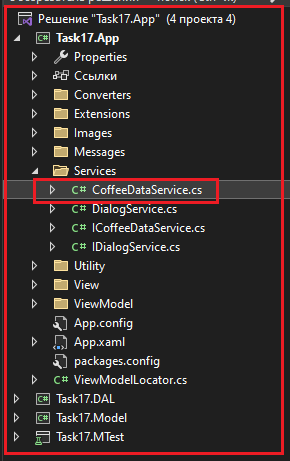 Решение "Task17.App" (4 проекта 4)
Task17.App
Properties
Ссылки
Converters
Extensions
Images
Messages
Services
CoffeeDataService.cs
DialogService.cs
ICoffeeDataService.cs
IDialogService.cs
Utility
View
ViewModel
App.config
App.xaml
packages.config
ViewModelLocator.cs
Task17.DAL
Task17.Model
Task17.MTest